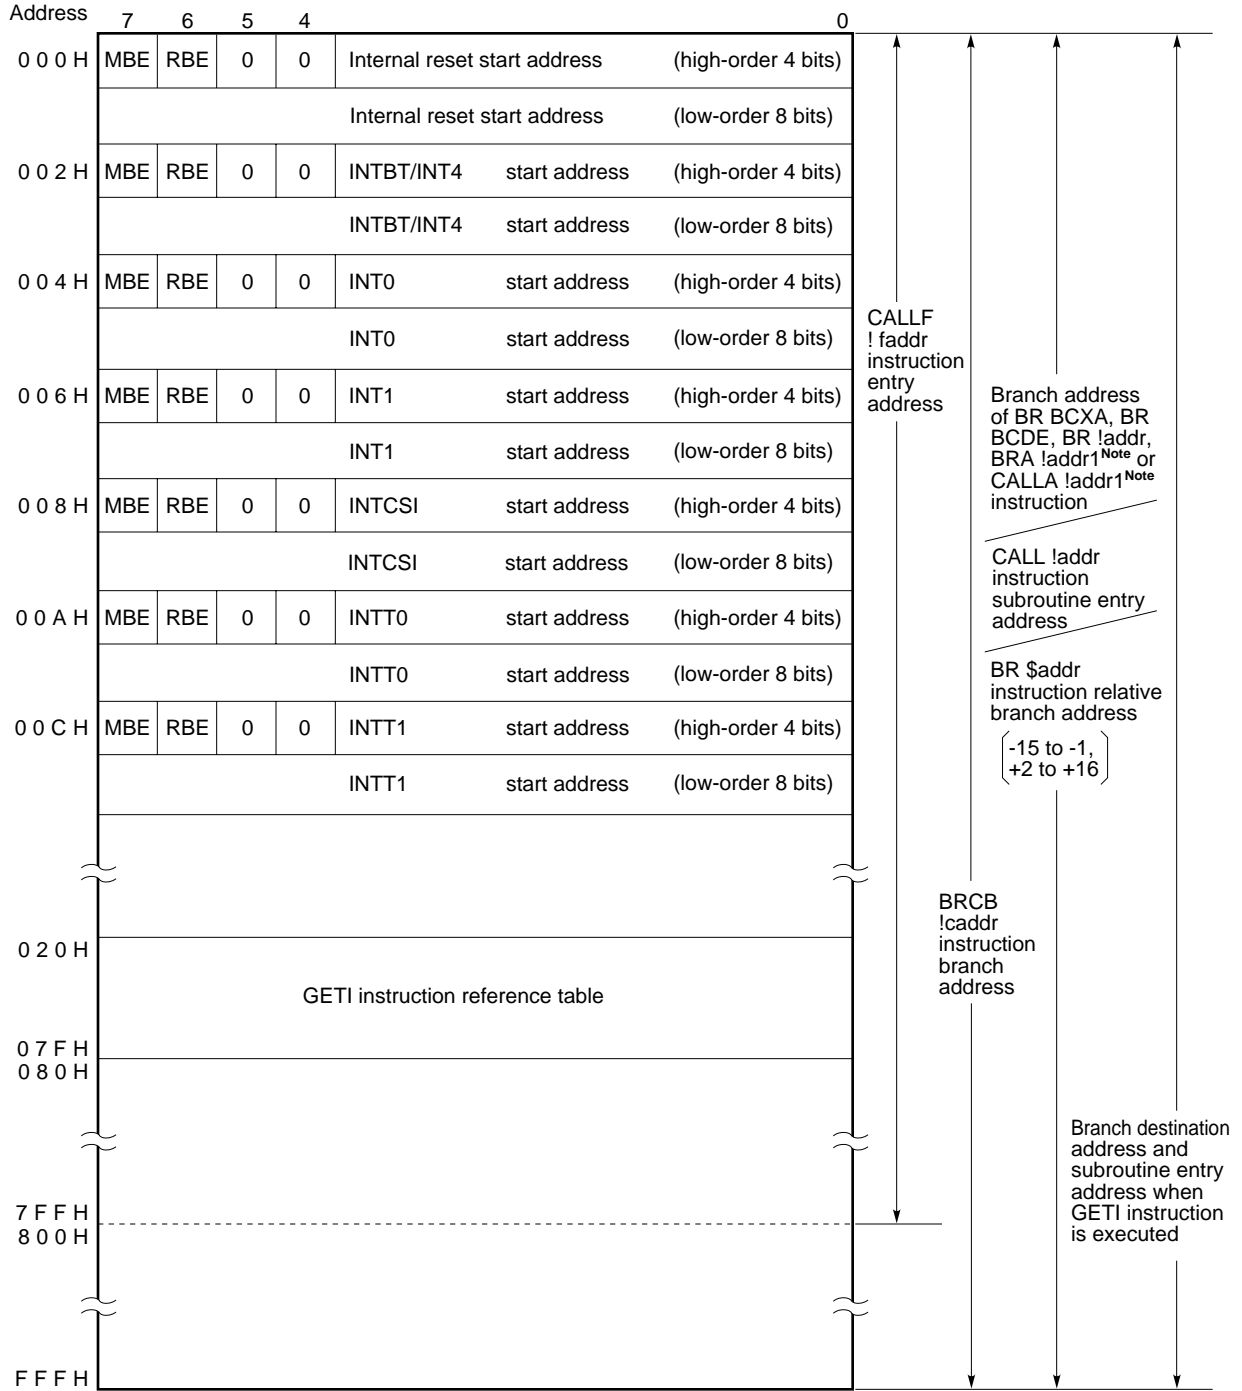 Address
7 6 5 4 0
000H MBE RBE 0 0 Internal reset start address (high-order 4 bits)
Internal reset start address (low-order 8 bits)
002H MBE RBE 0 0 INTBT/INT4 start address (high-order 4 bits)
INTBT/INT4 start address (low-order 8 bits)
004H MBE RBE 0 0 INT0 start address (high-order 4 bits)
INT0 start address (low-order 8 bits)
006H MBE RBE 0 0 INT1 start address (high-order 4 bits)
INT1 start address (low-order 8 bits)
008H MBE RBE 0 0 INTCSI start address (high-order 4 bits)
INTCSI start address (low-order 8 bits)
00AH MBE RBE 0 0 INTT0 start address (high-order 4 bits)
INTT0 start address (low-order 8 bits)
00CH MBE RBE 0 0 INTT1 start address (high-order 4 bits)
INTT1 start address (low-order 8 bits)
020H
GETI instruction reference table
07FH
080H
7FFH
800H
FFFH
CALLF
! faddr
instruction
entry
address
BRCB
!caddr
instruction
branch
address
Branch address
of BR BCXA, BR
BCDE, BR !addr,
BRA !addr1Note or
CALLA !addr1Note
instruction
CALL !addr
instruction
subroutine entry
address
BR $addr
instruction relative
branch address
-15 to -1,
+2 to +16
Branch destination
address and
subroutine entry
address when
GETI instruction
is executed